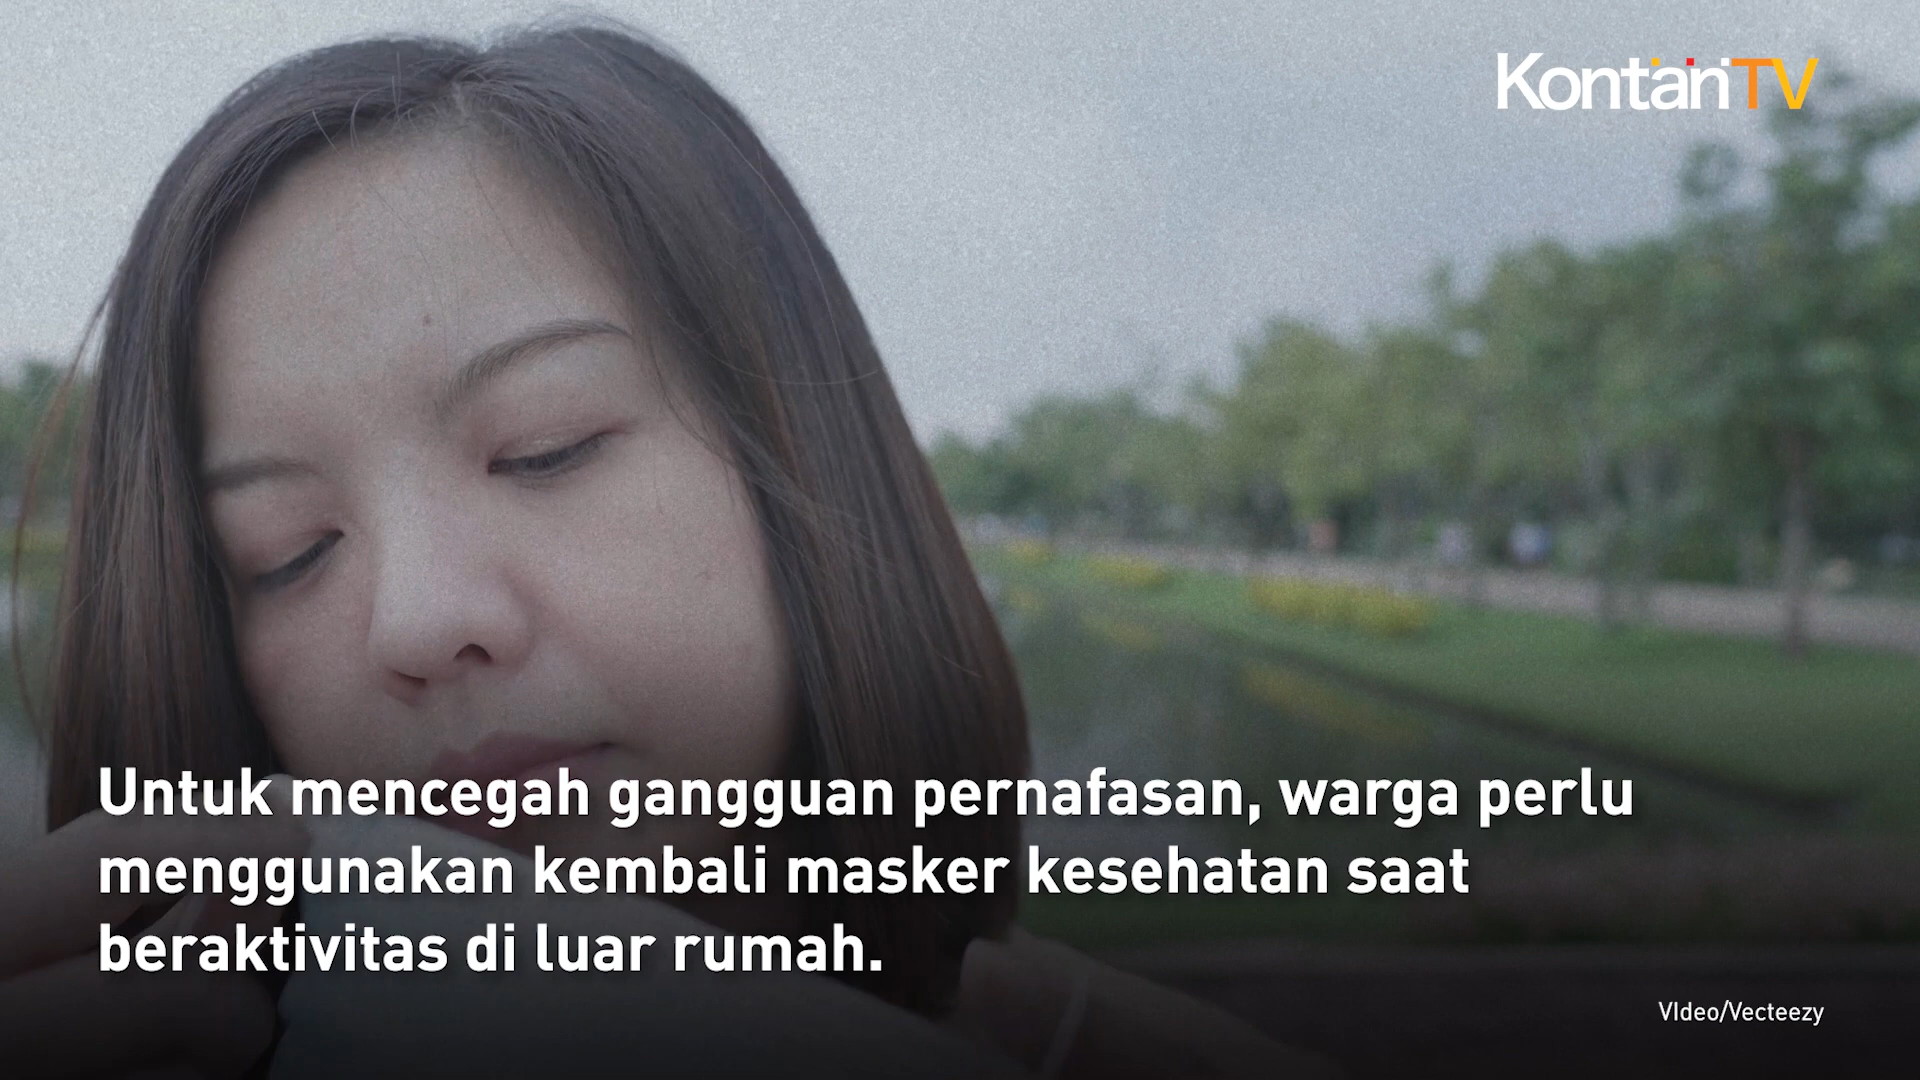 KontanTV
Untuk mencegah gangguan pernafasan, warga perlu
menggunakan kembali masker kesehatan saat
beraktivitas di luar rumah.
VIdeo/Vecteezy